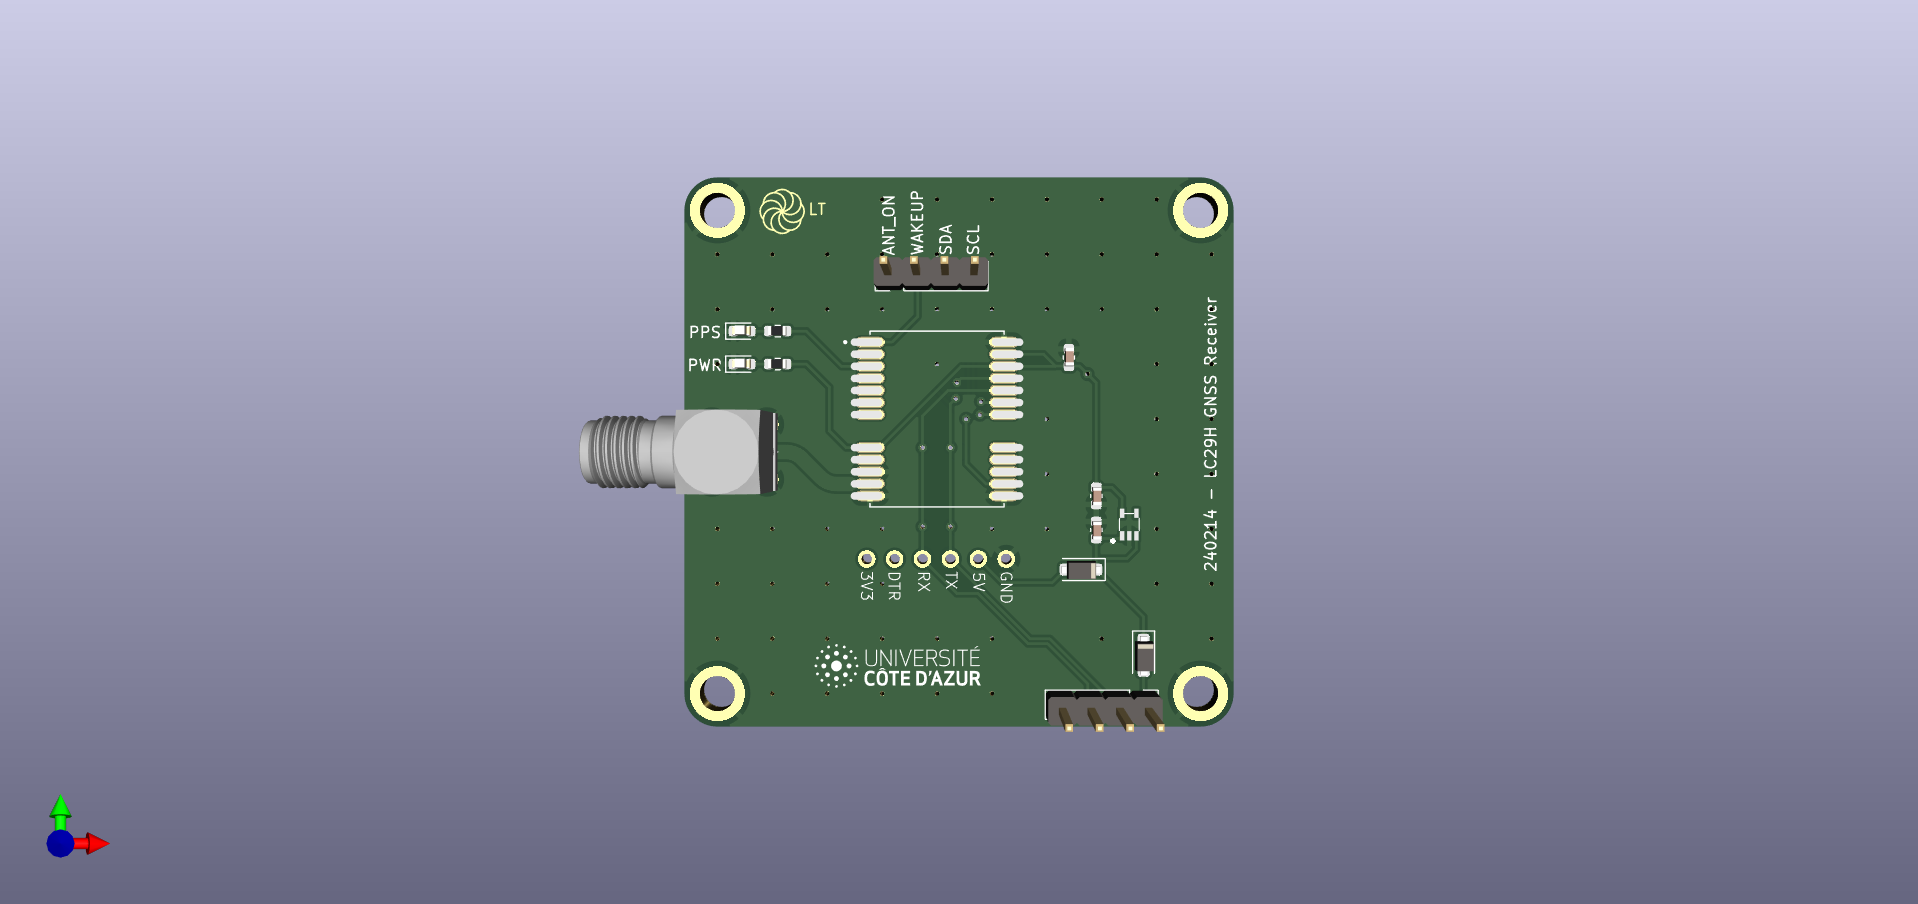 LT
ANT_ON
WAKEUP
SDA
SCL
PPS
PWR
240214 - LC29H GNSS Receiver
3V3
DTR
RX
TX
5V
GND
UNIVERSITÉ
CÔTE D'AZUR